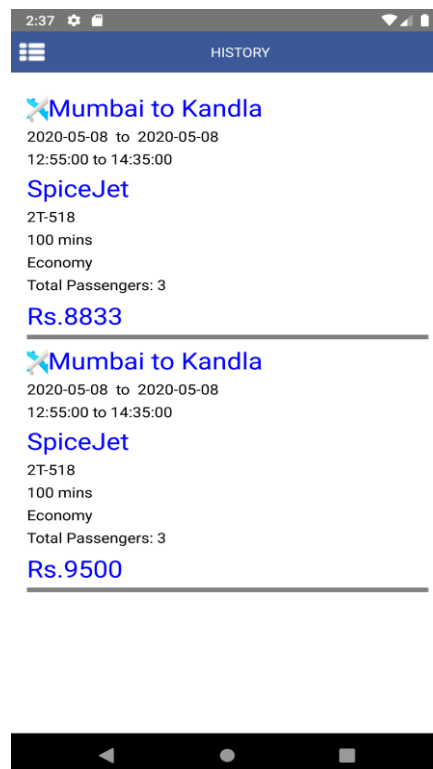 2:37
HISTORY
Mumbai to Kandla
2020-05-08 to 2020-05-08
12:55:00 to 14:35:00
SpiceJet
2T-518
100 mins
Economy
Total Passengers: 3
Rs.8833
Mumbai to Kandla
2020-05-08 to 2020-05-08
12:55:00 to 14:35:00
SpiceJet
2T-518
100 mins
Economy
Total Passengers: 3
Rs.9500